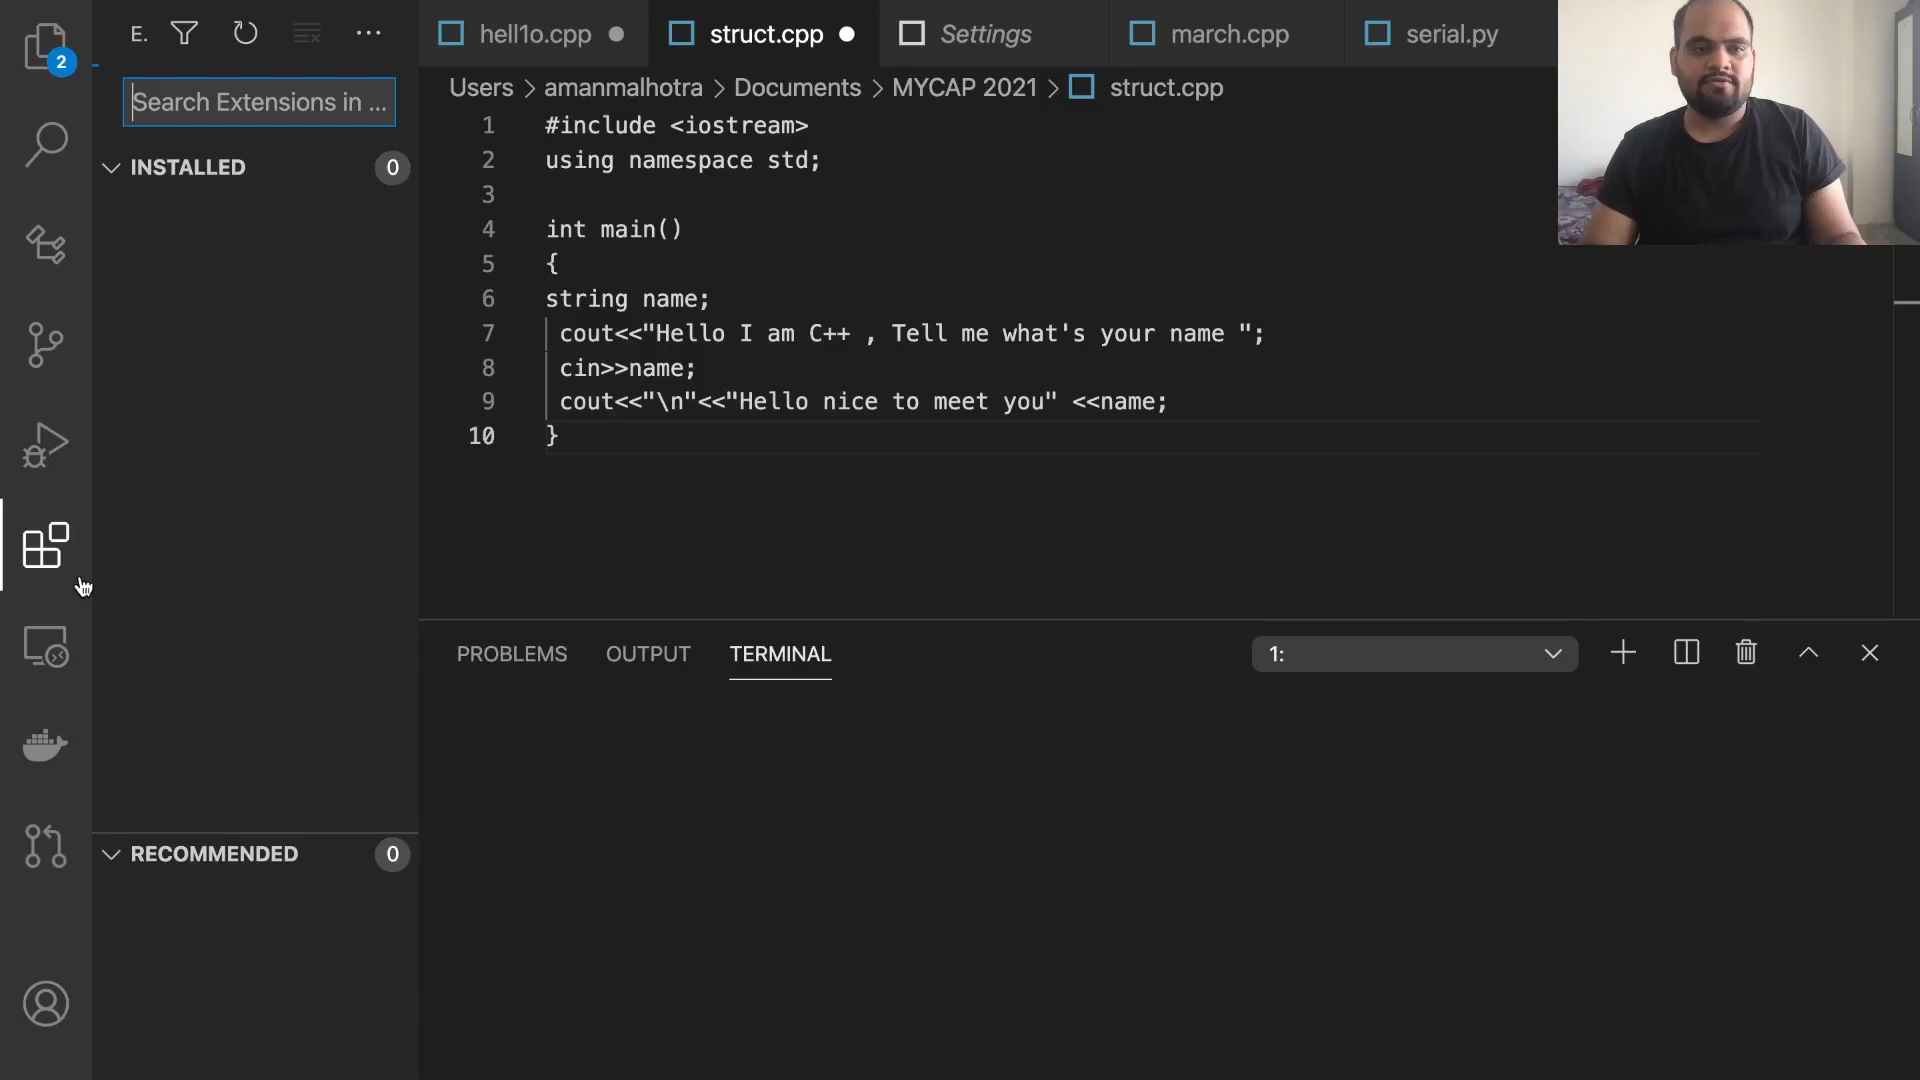 2
E.
Search Extensions in ...
INSTALLED 0
RECOMMENDED 0
hell1o.cpp struct.cpp Settings march.cpp serial.py
Users > amanmalhotra > Documents > MYCAP 2021 > struct.cpp
1 #include <iostream>
2 using namespace std;
3
4 int main()
5 {
6 string name;
7 cout<<"Hello I am C++ , Tell me what's your name ";
8 cin>>name;
9 cout<<"\n"<<"Hello nice to meet you" <<name;
10 }
PROBLEMS OUTPUT TERMINAL 1: